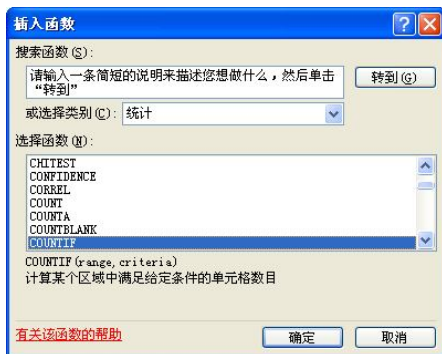 插入函数
搜索函数(S):
请输入一条简短的说明来描述您想做什么，然后单击
“转到”
转到(G)
或选择类别(C): 统计
选择函数(N):
CHITEST
CONFIDENCE
CORREL
COUNT
COUNTA
COUNTBLANK
COUNTIF
COUNTIF(range,criteria)
计算某个区域中满足给定条件的单元格数目
有关该函数的帮助
确定
取消